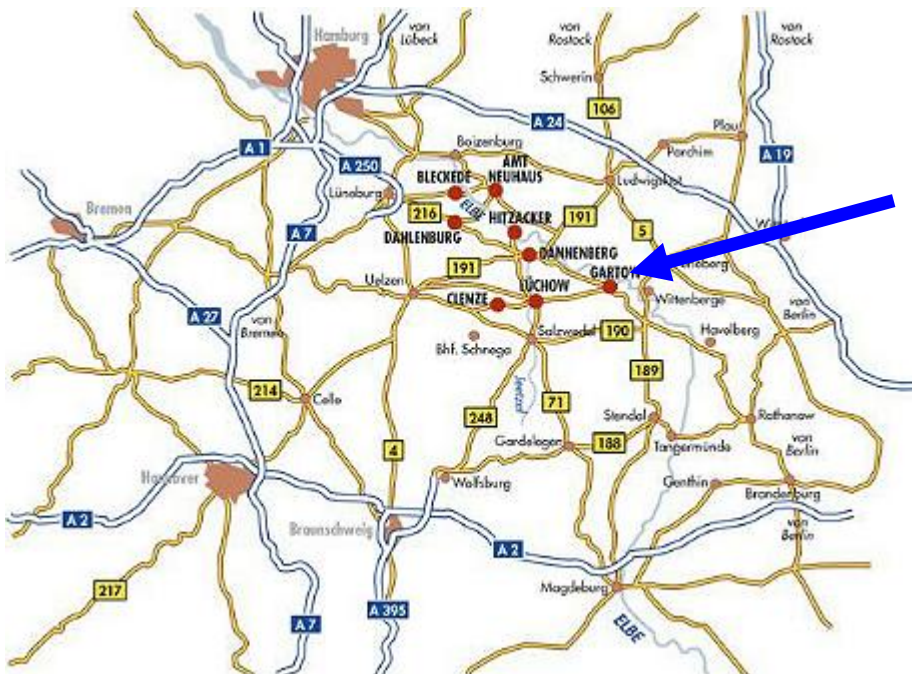 von
Lübeck
von
Rostock
von
Rostock
Hamburg
Schwerin
106
A 24
Plau
A 1
Boizenburg
Parchim
A 19
A 250
AMT
NEUHAUS
BLECKEDE
Ludwigslust
Lüneburg
Bremen
216
ELBE
HITZACKER
191
5
A 7
DAHLENBURG
DANNENBERG
191
GARTOW
Uelzen
LÜCHOW
Wittenberge
CLENZE
A 27
von
Bremen
Salzwedel
190
Havelberg
von
Berlin
Bhf. Schnega
Jeetzel
189
214
Celle
71
248
Stendal
Rathenow
Gardelegen
188
Tangermünde
von
Berlin
4
Hannover
Wolfsburg
Genthin
Brandenburg
A 2
Braunschweig
von
Berlin
A 2
217
Magdeburg
A 395
A 7
ELBE